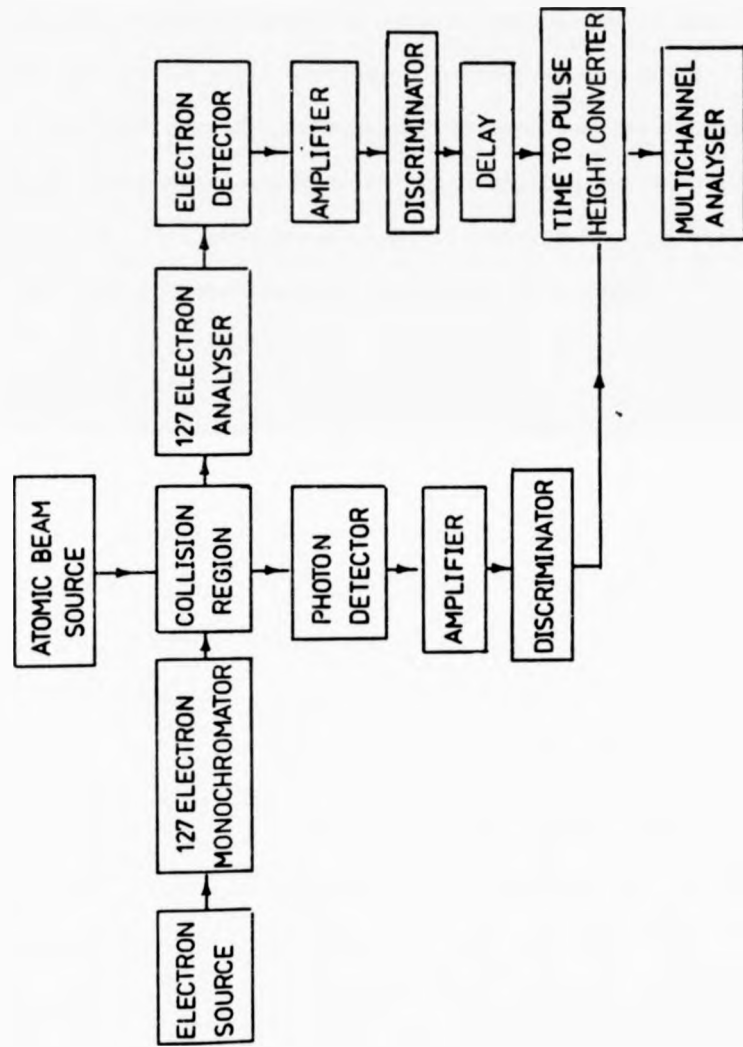 ELECTRON
SOURCE
127 ELECTRON
MONOCHROMATOR
ATOMIC BEAM
SOURCE
COLLISION
REGION
127 ELECTRON
ANALYSER
ELECTRON
DETECTOR
AMPLIFIER
DISCRIMINATOR
DELAY
PHOTON
DETECTOR
AMPLIFIER
DISCRIMINATOR
TIME TO PULSE
HEIGHT CONVERTER
MULTICHANNEL
ANALYSER